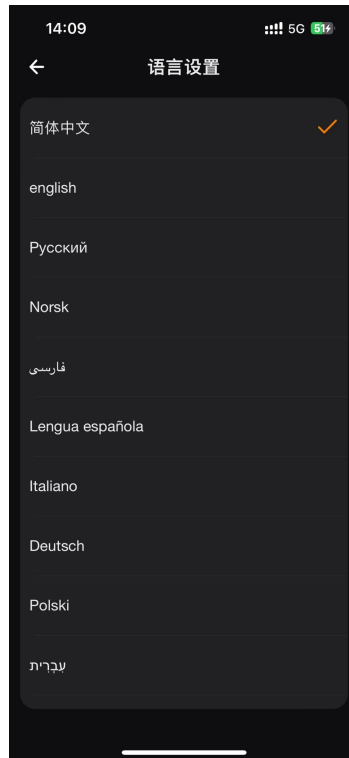 14:09 5G 51
语言设置
简体中文
english
Русский
Norsk
فارسی
Lengua española
Italiano
Deutsch
Polski
עִבְרִית